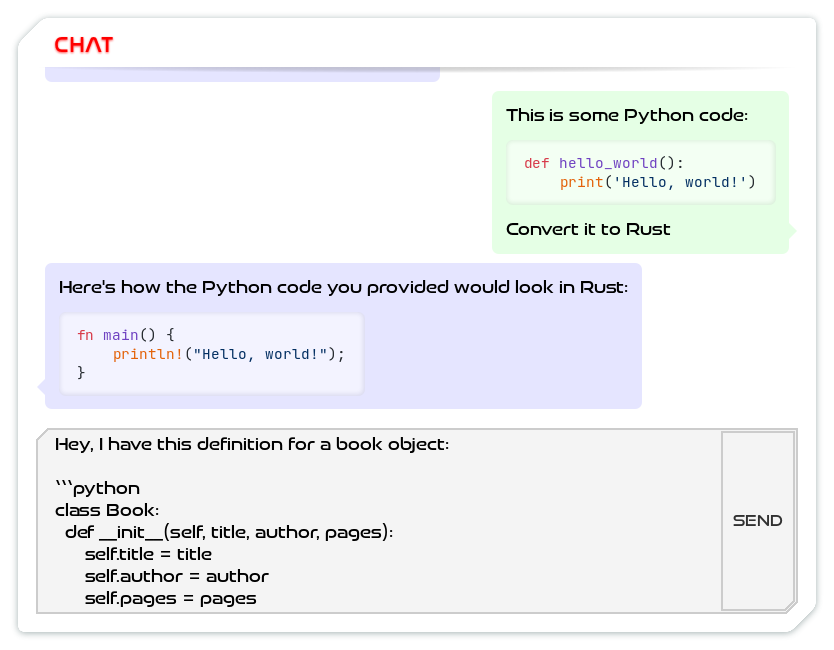 CHAT
This is some Python code:
def hello_world():
    print('Hello, world!')
Convert it to Rust
Here's how the Python code you provided would look in Rust:
fn main() {
    println!("Hello, world!");
}
Hey, I have this definition for a book object:
```python
class Book:
  def __init__(self, title, author, pages):
      self.title = title
      self.author = author
      self.pages = pages
SEND